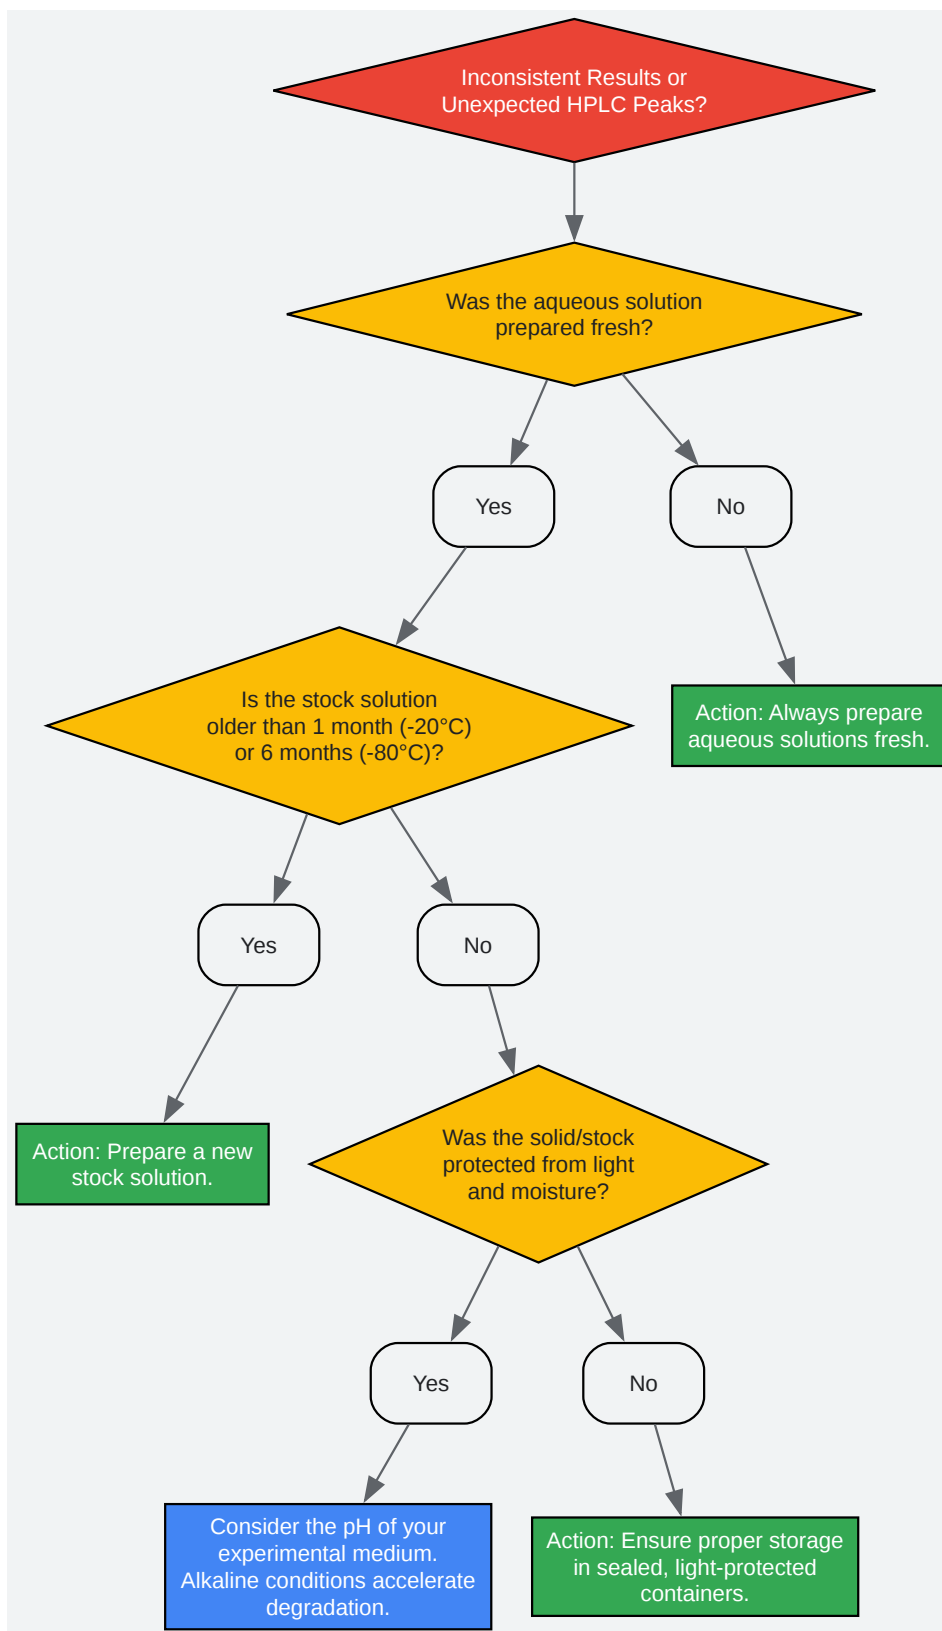 Inconsistent Results or
Unexpected HPLC Peaks?
Was the aqueous solution
prepared fresh?
Yes
No
Is the stock solution
older than 1 month (-20°C)
or 6 months (-80°C)?
Action: Always prepare
aqueous solutions fresh.
Yes
No
Action: Prepare a new
stock solution.
Was the solid/stock
protected from light
and moisture?
Yes
No
Consider the pH of your
experimental medium.
Alkaline conditions accelerate
degradation.
Action: Ensure proper storage
in sealed, light-protected
containers.